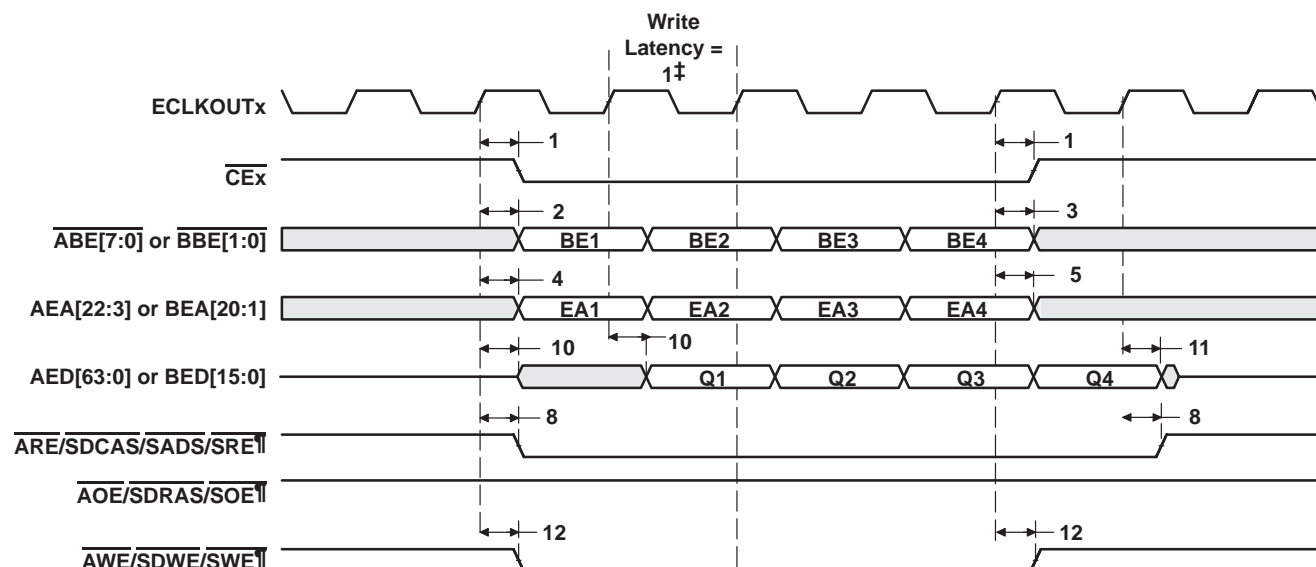 Write
Latency =
1‡
ECLKOUTx
1 1
CEx
2 3
ABE[7:0] or BBE[1:0] BE1 BE2 BE3 BE4
4 5
AEA[22:3] or BEA[20:1] EA1 EA2 EA3 EA4
10 10 11
AED[63:0] or BED[15:0] Q1 Q2 Q3 Q4
8 8
ARE/SDCAS/SADS/SRE¶
AOE/SDRAS/SOE¶
12 12
AWE/SDWE/SWE¶